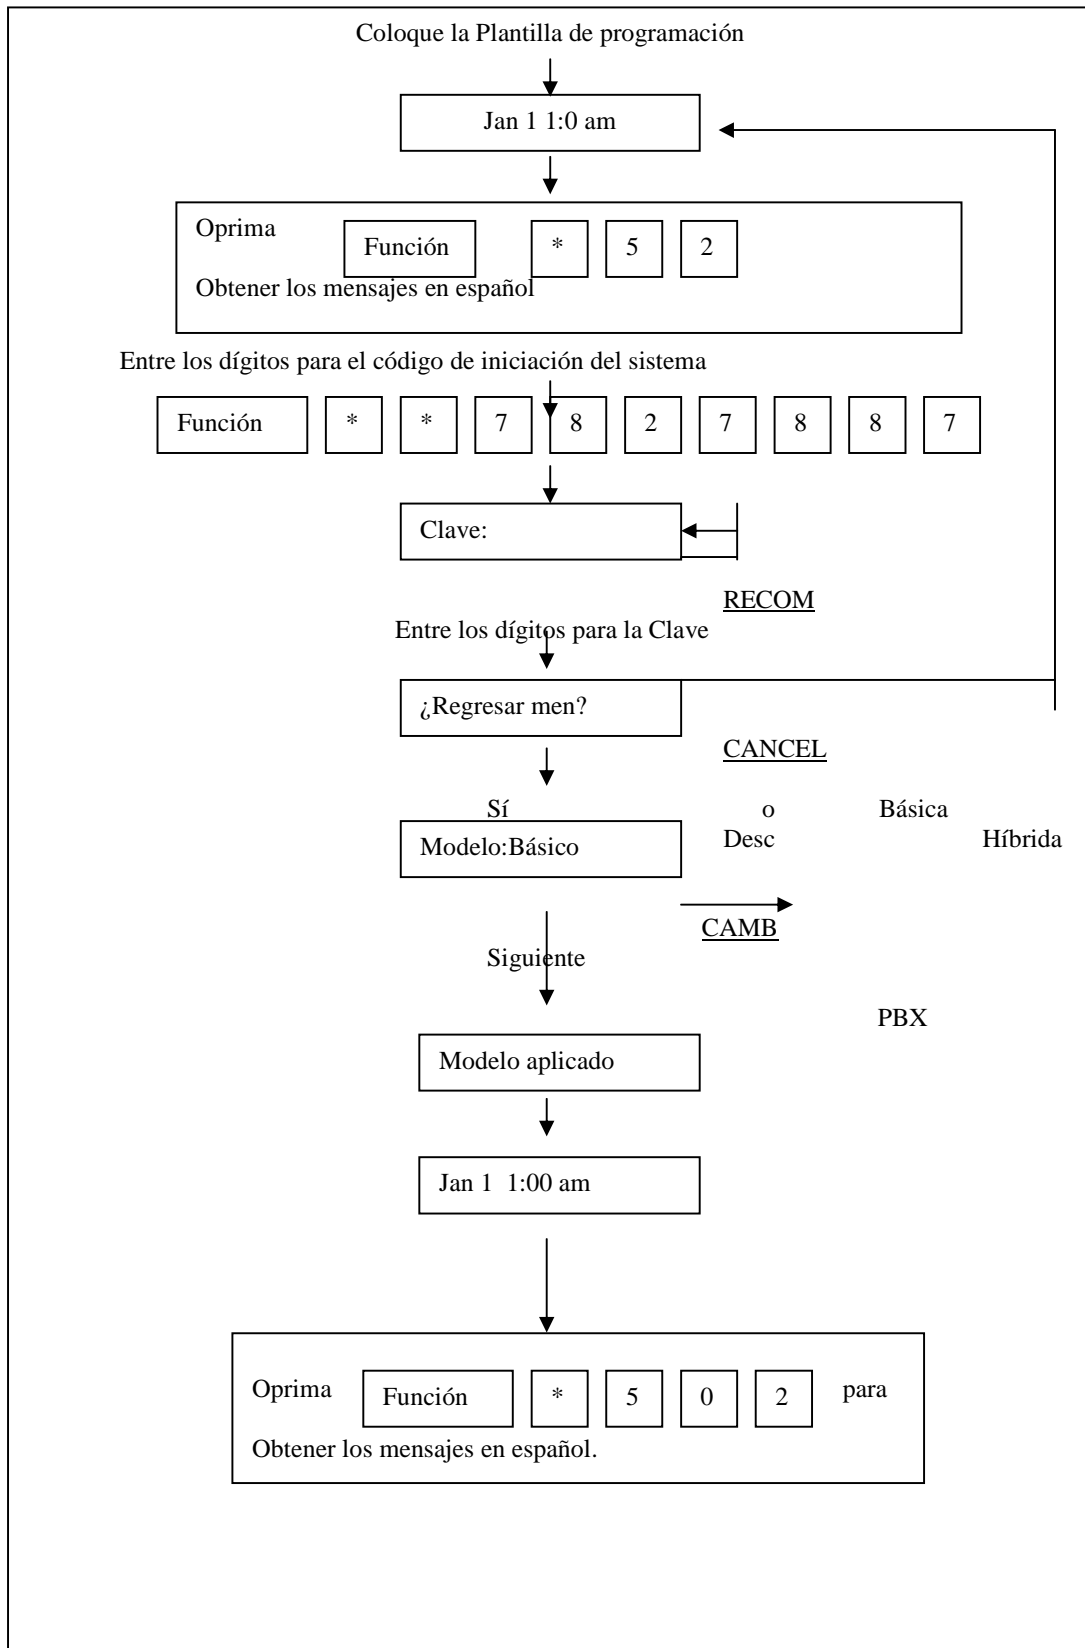 Coloque la Plantilla de programación
Jan 1 1:0 am
Oprima Función * 5 2
Obtener los mensajes en español
Entre los dígitos para el código de iniciación del sistema
Función * * 7 8 2 7 8 8 7
Clave:
RECOM
Entre los dígitos para la Clave
¿Regresar men?
CANCEL
Sí o Básica
Modelo:Básico Desc Híbrida
CAMB
Siguiente
PBX
Modelo aplicado
Jan 1 1:00 am
Oprima Función * 5 0 2 para
Obtener los mensajes en español.